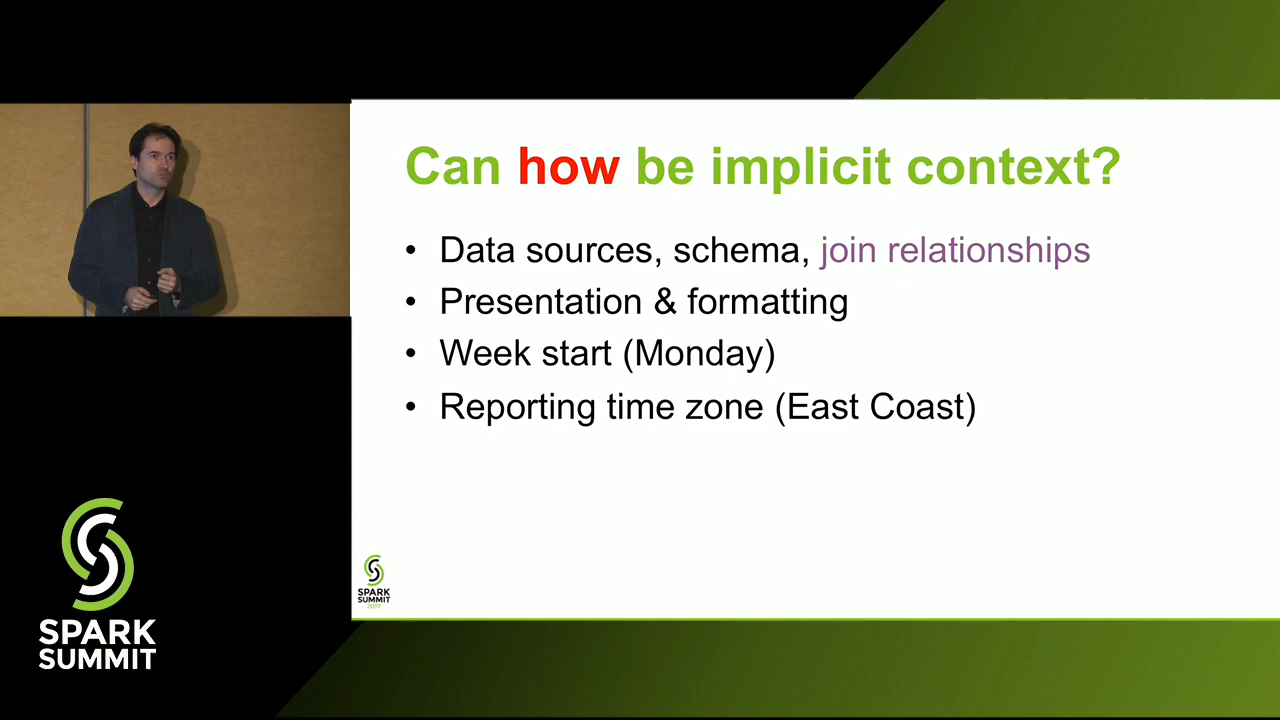 Can how be implicit context?
• Data sources, schema, join relationships
• Presentation & formatting
• Week start (Monday)
• Reporting time zone (East Coast)
SPARK
SUMMIT
2017
SPARK
SUMMIT